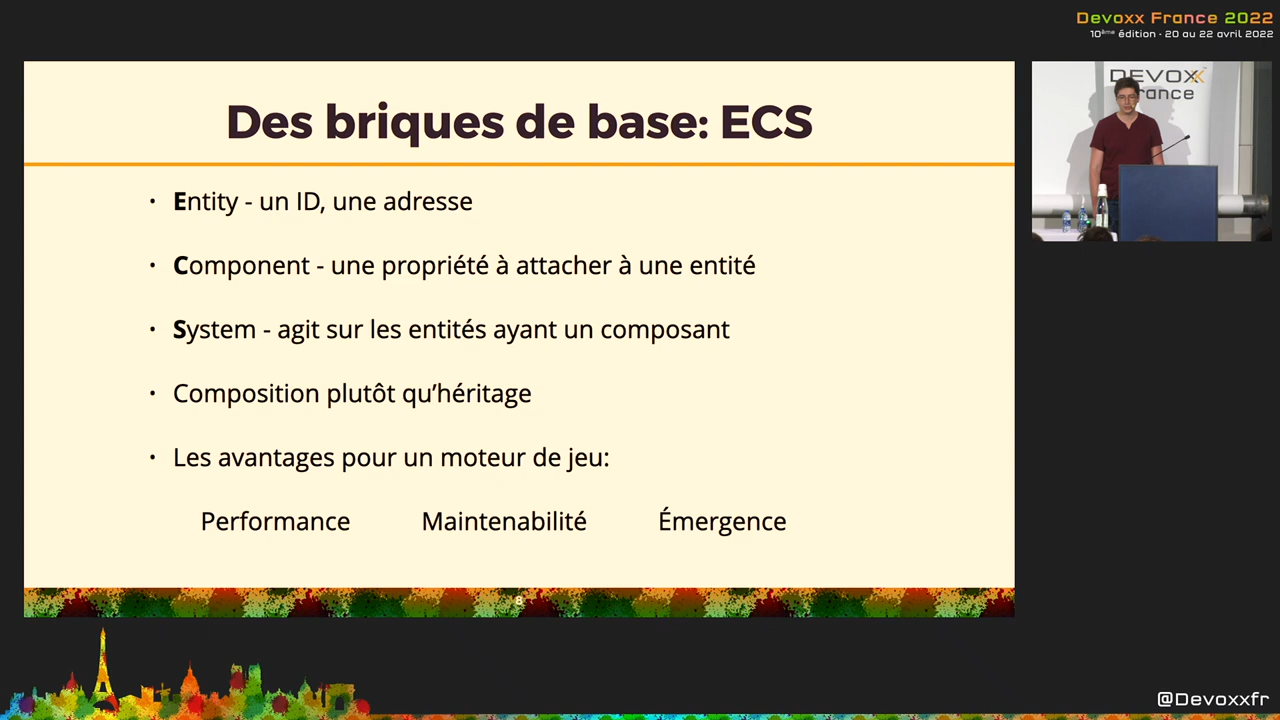 Devoxx France 2022
10ème édition - 20 au 22 avril 2022
DEVOXX
France
Des briques de base: ECS
• Entity - un ID, une adresse
• Component - une propriété à attacher à une entité
• System - agit sur les entités ayant un composant
• Composition plutôt qu’héritage
• Les avantages pour un moteur de jeu:
Performance Maintenabilité Émergence
8
@Devoxxfr